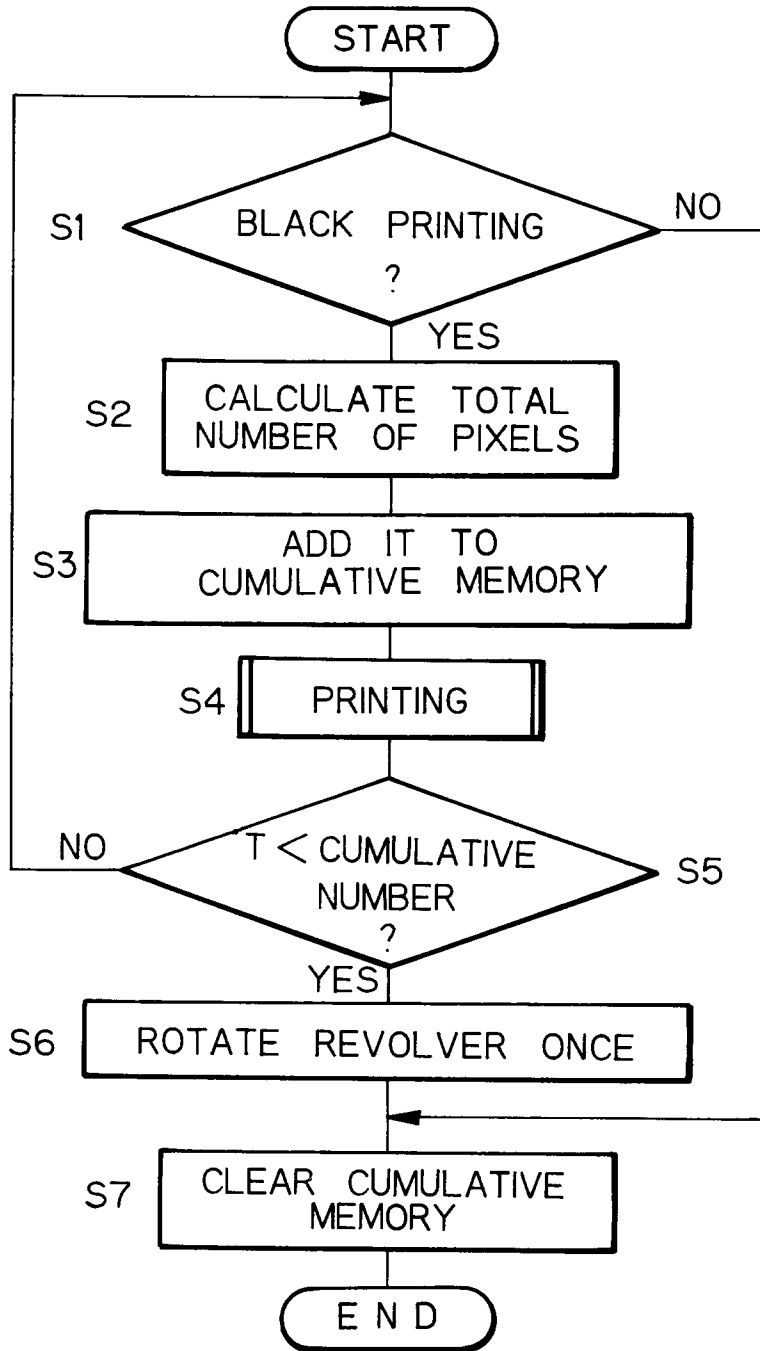 START
S1
BLACK PRINTING
?
NO
YES
S2
CALCULATE TOTAL
NUMBER OF PIXELS
S3
ADD IT TO
CUMULATIVE MEMORY
S4
PRINTING
NO
T < CUMULATIVE
NUMBER
?
S5
YES
S6
ROTATE REVOLVER ONCE
S7
CLEAR CUMULATIVE
MEMORY
END